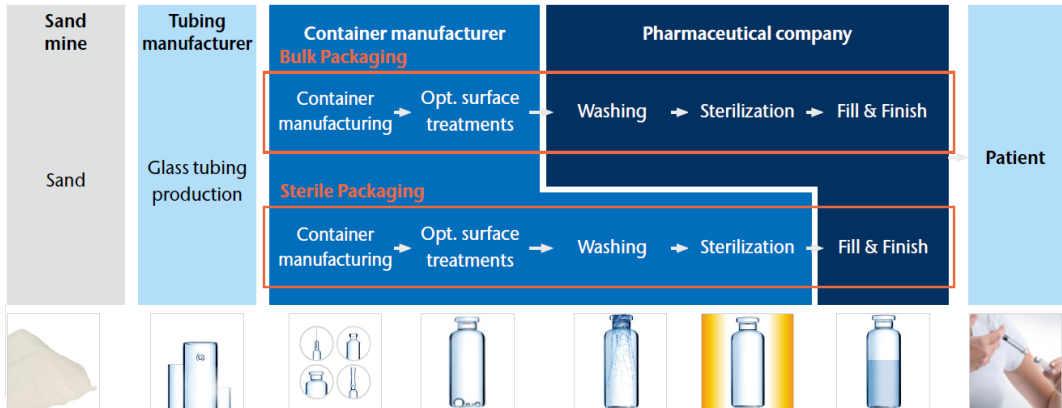 Sand
mine
Tubing
manufacturer
Container manufacturer
Pharmaceutical company
Bulk Packaging
Container
manufacturing
Opt. surface
treatments
Washing
Sterilization
Fill & Finish
Sand
Glass tubing
production
Patient
Sterile Packaging
Container
manufacturing
Opt. surface
treatments
Washing
Sterilization
Fill & Finish